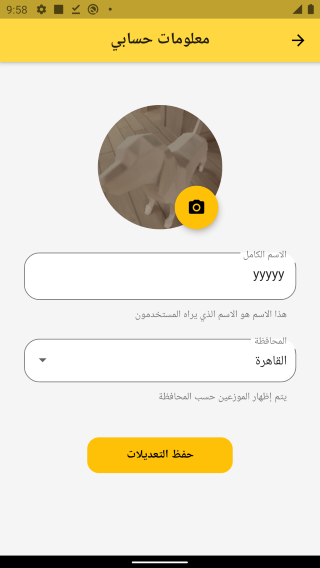 9:58
معلومات حسابي
الاسم الكامل
yyyyy
هذا الاسم هو الاسم الذي يراه المستخدمون
المحافظة
القاهرة
يتم إظهار الموزعين حسب المحافظة
حفظ التعديلات